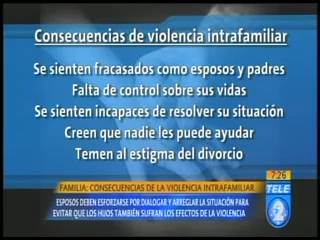 Consecuencias de violencia intrafamiliar
Se sienten fracasados como esposos y padres
Falta de control sobre sus vidas
Se sienten incapaces de resolver su situación
Creen que nadie les puede ayudar
Temen al estigma del divorcio
7:26
FAMILIA: CONSECUENCIAS DE LA VIOLENCIA INTRAFAMILIAR
TELE
ESPOSOS DEBEN ESFORZARSE POR DIALOGAR Y ARREGLAR LA SITUACIÓN PARA
EVITAR QUE LOS HIJOS TAMBIÉN SUFRAN LOS EFECTOS DE LA VIOLENCIA